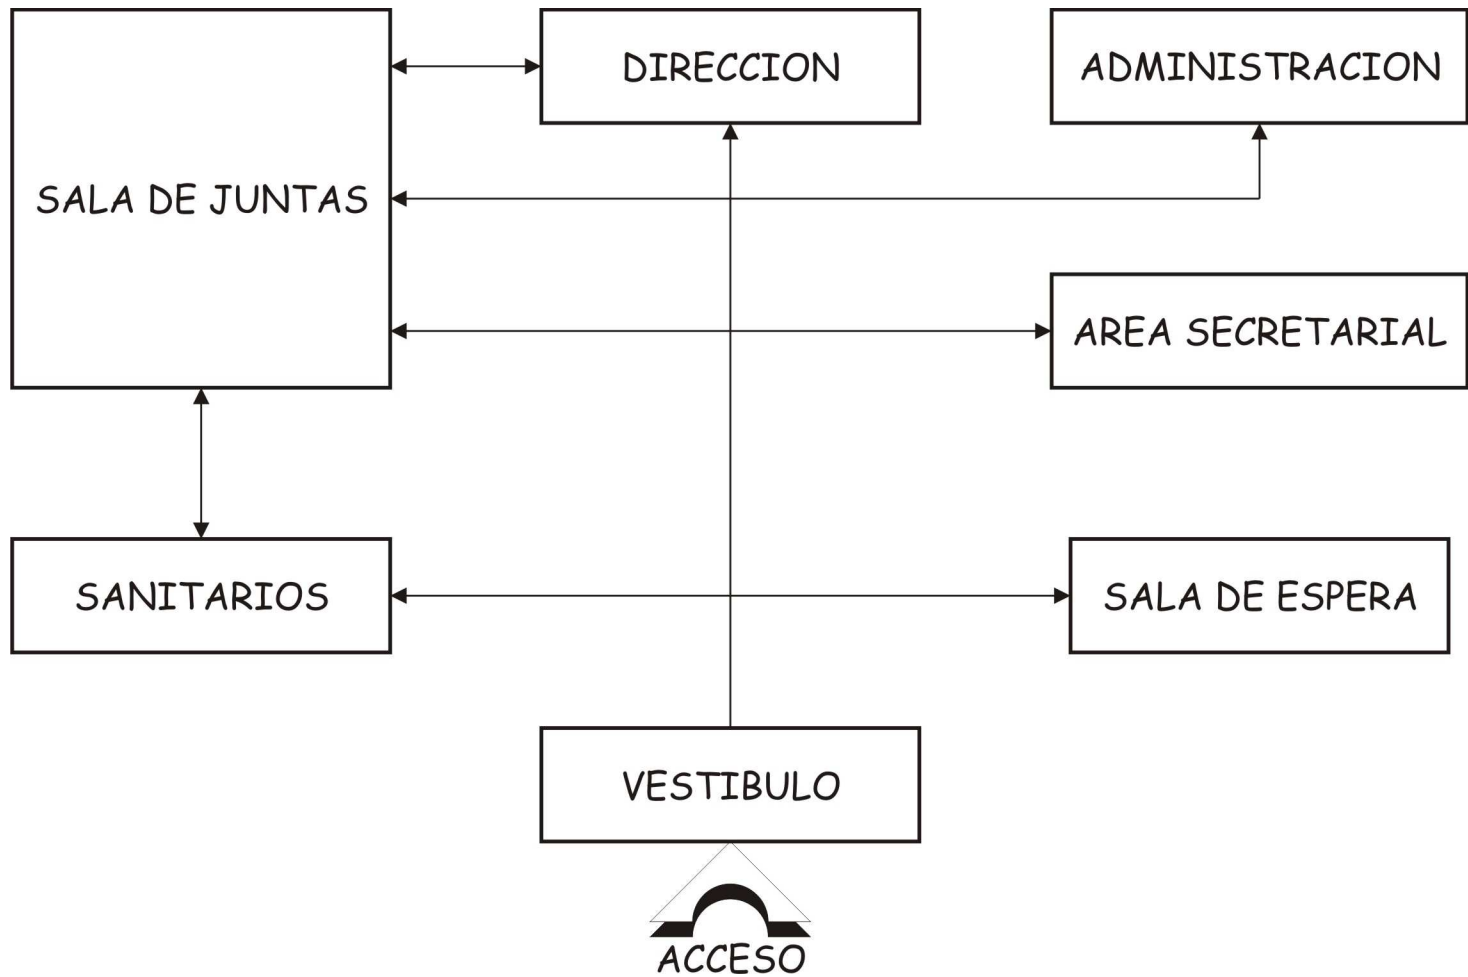 DIRECCION
ADMINISTRACION
SALA DE JUNTAS
AREA SECRETARIAL
SANITARIOS
SALA DE ESPERA
VESTIBULO
ACCESO